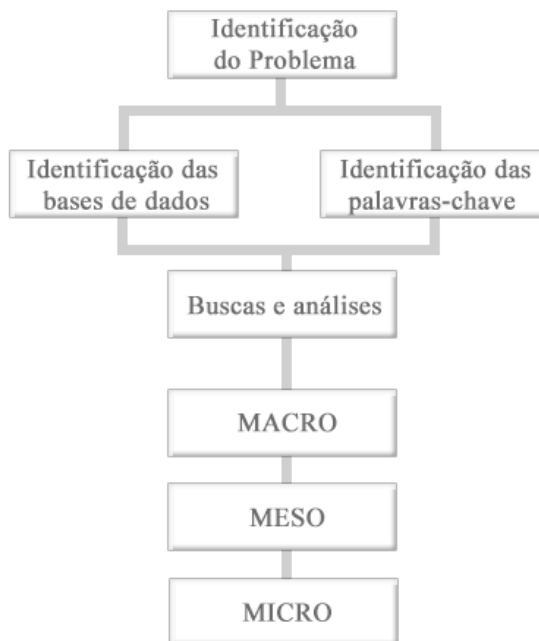 Identificação
do Problema
Identificação das
bases de dados
Identificação das
palavras-chave
Buscas e análises
MACRO
MESO
MICRO